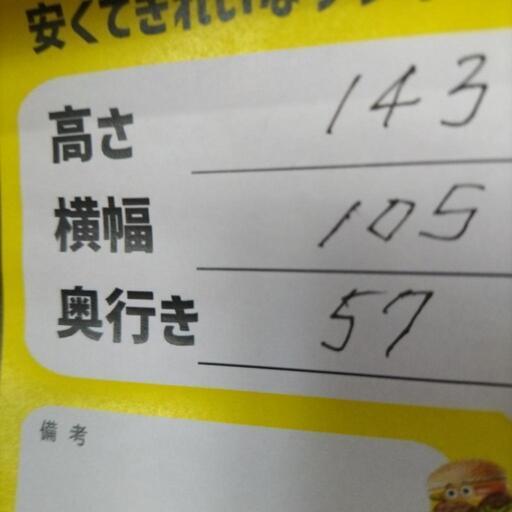 安くてきれいな
高さ 143
横幅 105
奥行き 57
備考